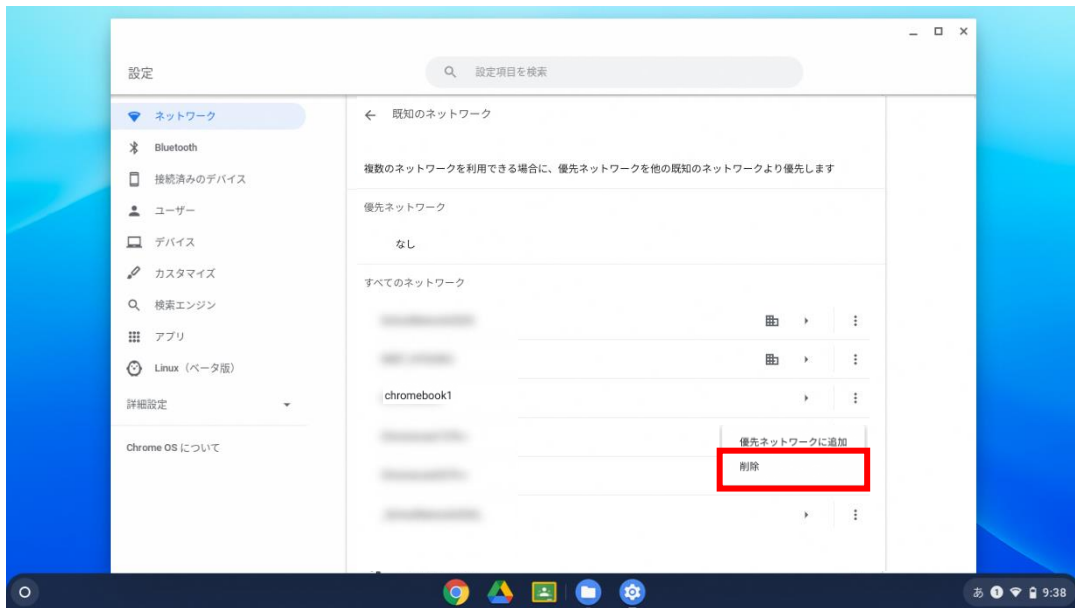 設定
設定項目を検索
ネットワーク
Bluetooth
接続済みのデバイス
ユーザー
デバイス
カスタマイズ
検索エンジン
アプリ
Linux（ベータ版）
詳細設定
Chrome OS について
既知のネットワーク
複数のネットワークを利用できる場合に、優先ネットワークを他の既知のネットワークより優先します
優先ネットワーク
なし
すべてのネットワーク
chromebook1
優先ネットワークに追加
削除
あ 1 9:38